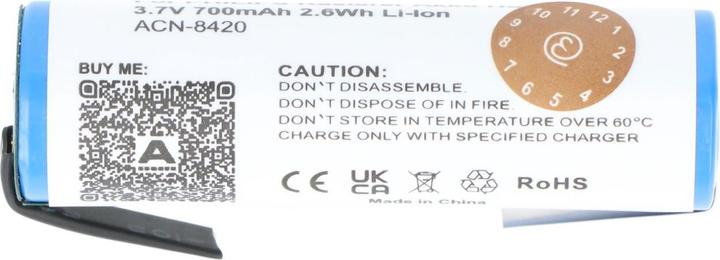 3.7V 700mAh 2.6Wh Li-Ion
ACN-8420
BUY ME:
A
CAUTION:
DON`T DISASSEMBLE.
DON`T DISPOSE OF IN FIRE.
DON`T STORE IN TEMPERATURE OVER 60°C
CHARGE ONLY WITH SPECIFIED CHARGER
12
1
2
3
4
5
6
7
8
9
10
11
CE UK CA RoHS
Made in China